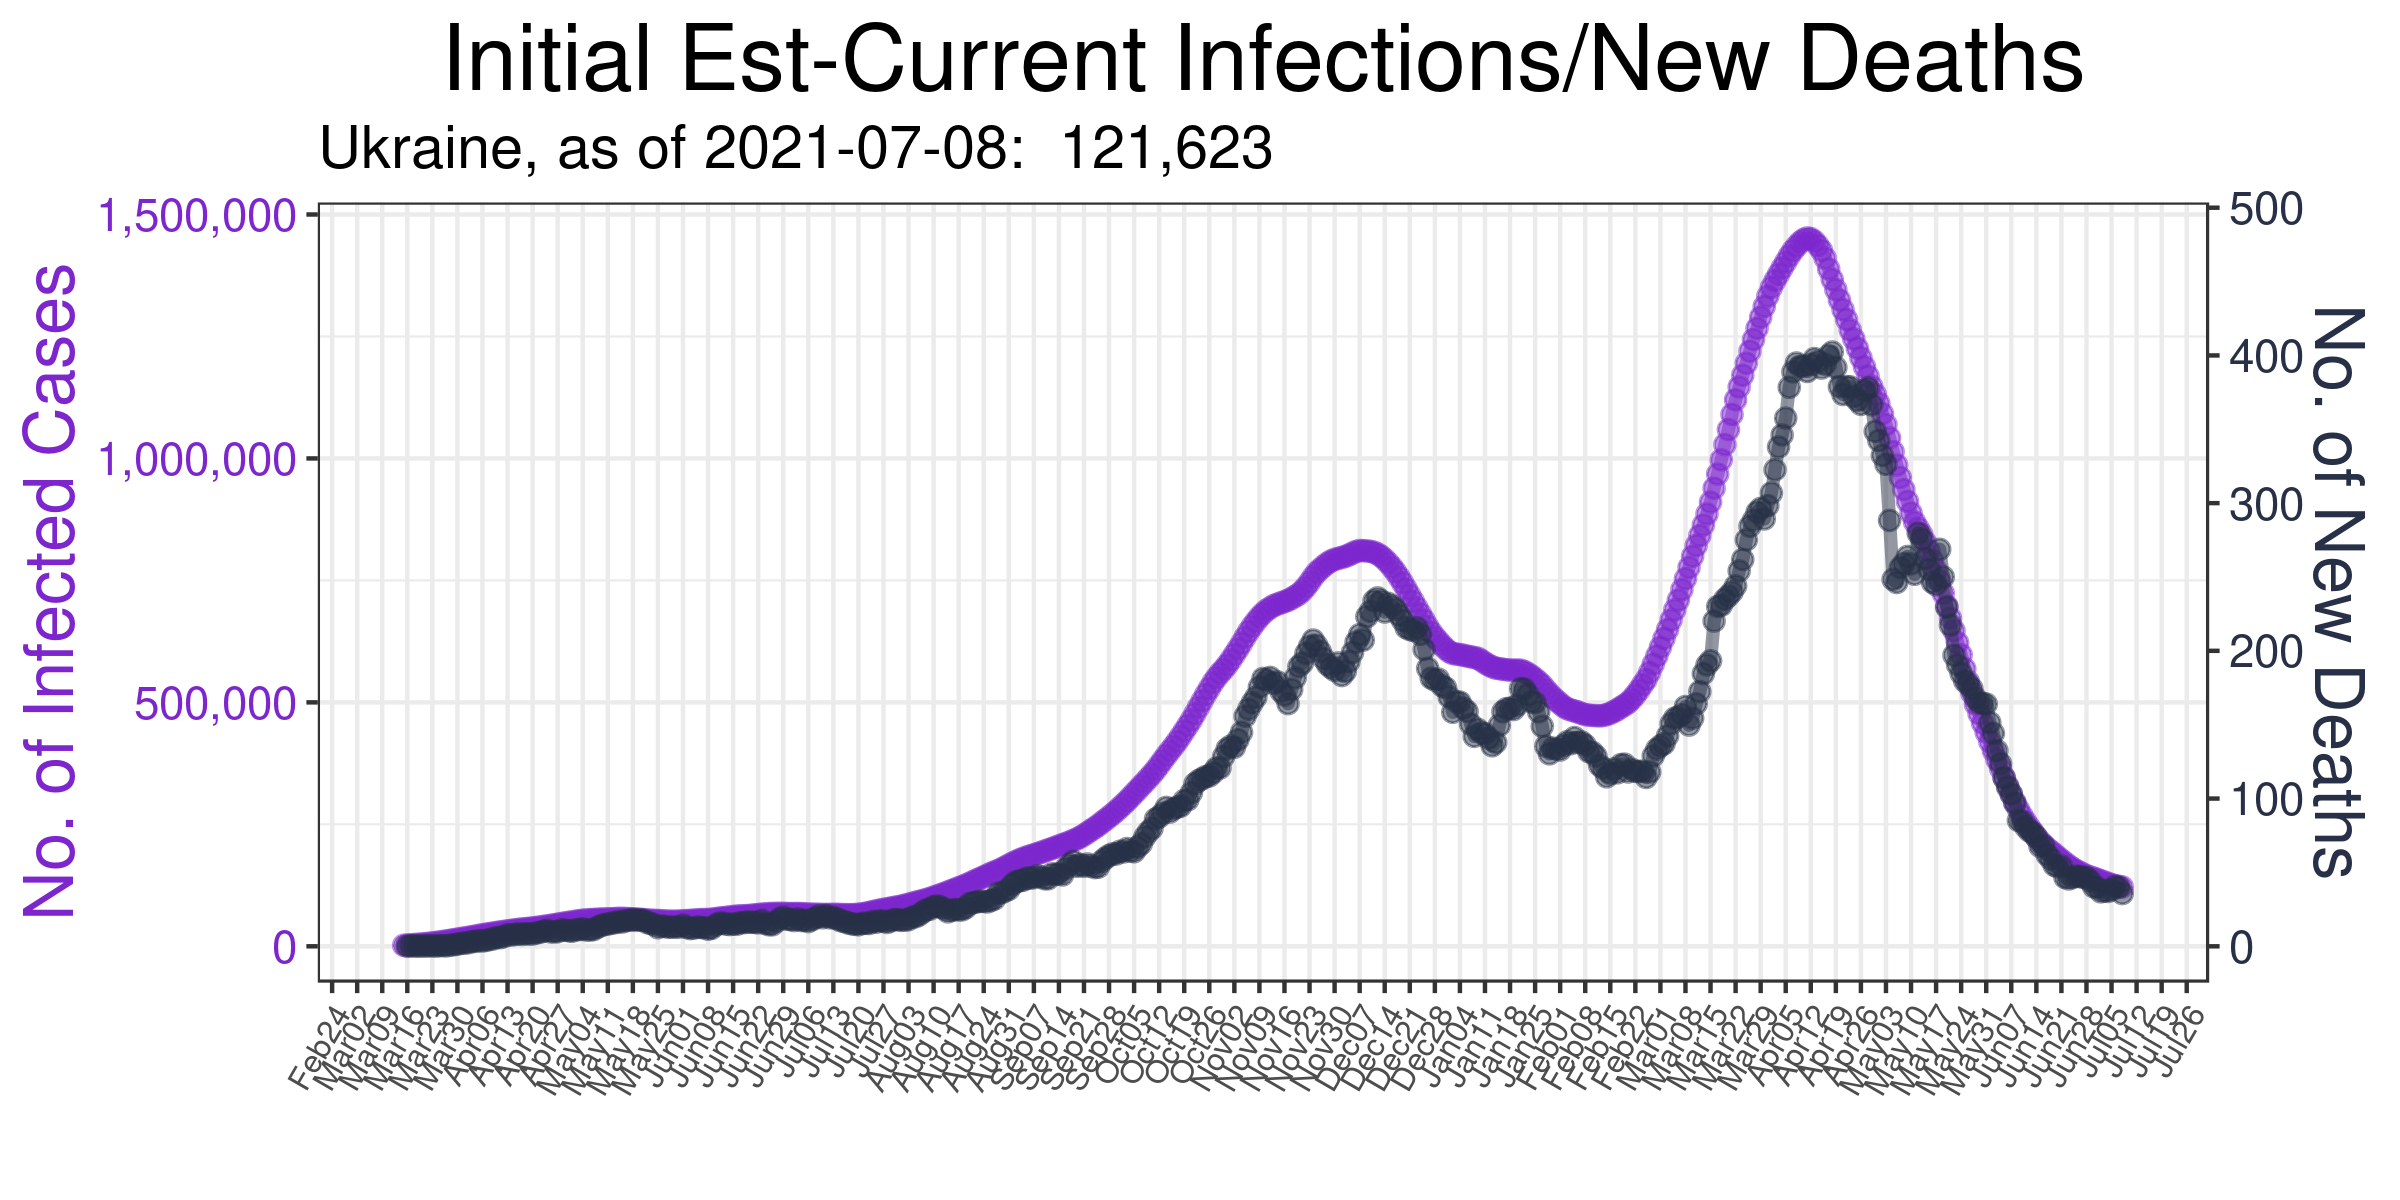 Initial Est-Current Infections/New Deaths
Ukraine, as of 2021-07-08:  121,623
No. of Infected Cases
1,500,000
1,000,000
500,000
0
500
400
300
200
100
0
No. of New Deaths
Feb24
Mar02
Mar09
Mar16
Mar23
Mar30
Apr06
Apr13
Apr20
Apr27
May04
May11
May18
May25
Jun01
Jun08
Jun15
Jun22
Jun29
Jul06
Jul13
Jul20
Jul27
Aug03
Aug10
Aug17
Aug24
Aug31
Sep07
Sep14
Sep21
Sep28
Oct05
Oct12
Oct19
Oct26
Nov02
Nov09
Nov16
Nov23
Nov30
Dec07
Dec14
Dec21
Dec28
Jan04
Jan11
Jan18
Jan25
Feb01
Feb08
Feb15
Feb22
Mar01
Mar08
Mar15
Mar22
Mar29
Apr05
Apr12
Apr19
Apr26
May03
May10
May17
May24
May31
Jun07
Jun14
Jun21
Jun28
Jul05
Jul12
Jul19
Jul26